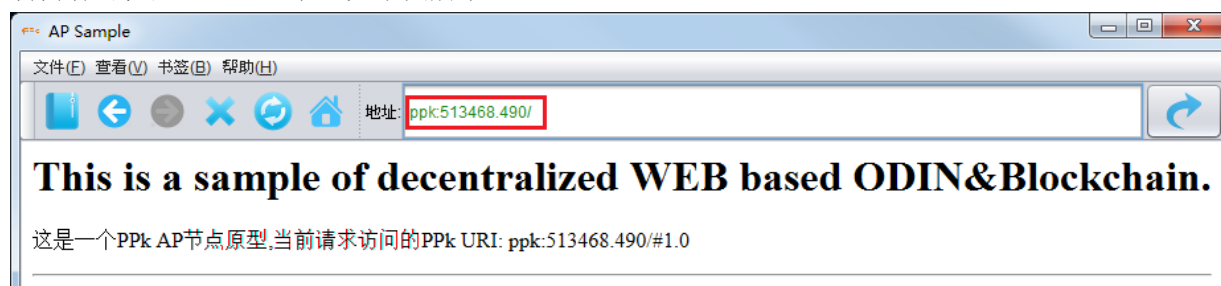 AP Sample
文件(F) 查看(V) 书签(B) 帮助(H)
地址: ppk:513468.490/
This is a sample of decentralized WEB based ODIN&Blockchain.
这是一个PPk AP节点原型,当前请求访问的PPk URI: ppk:513468.490/#1.0